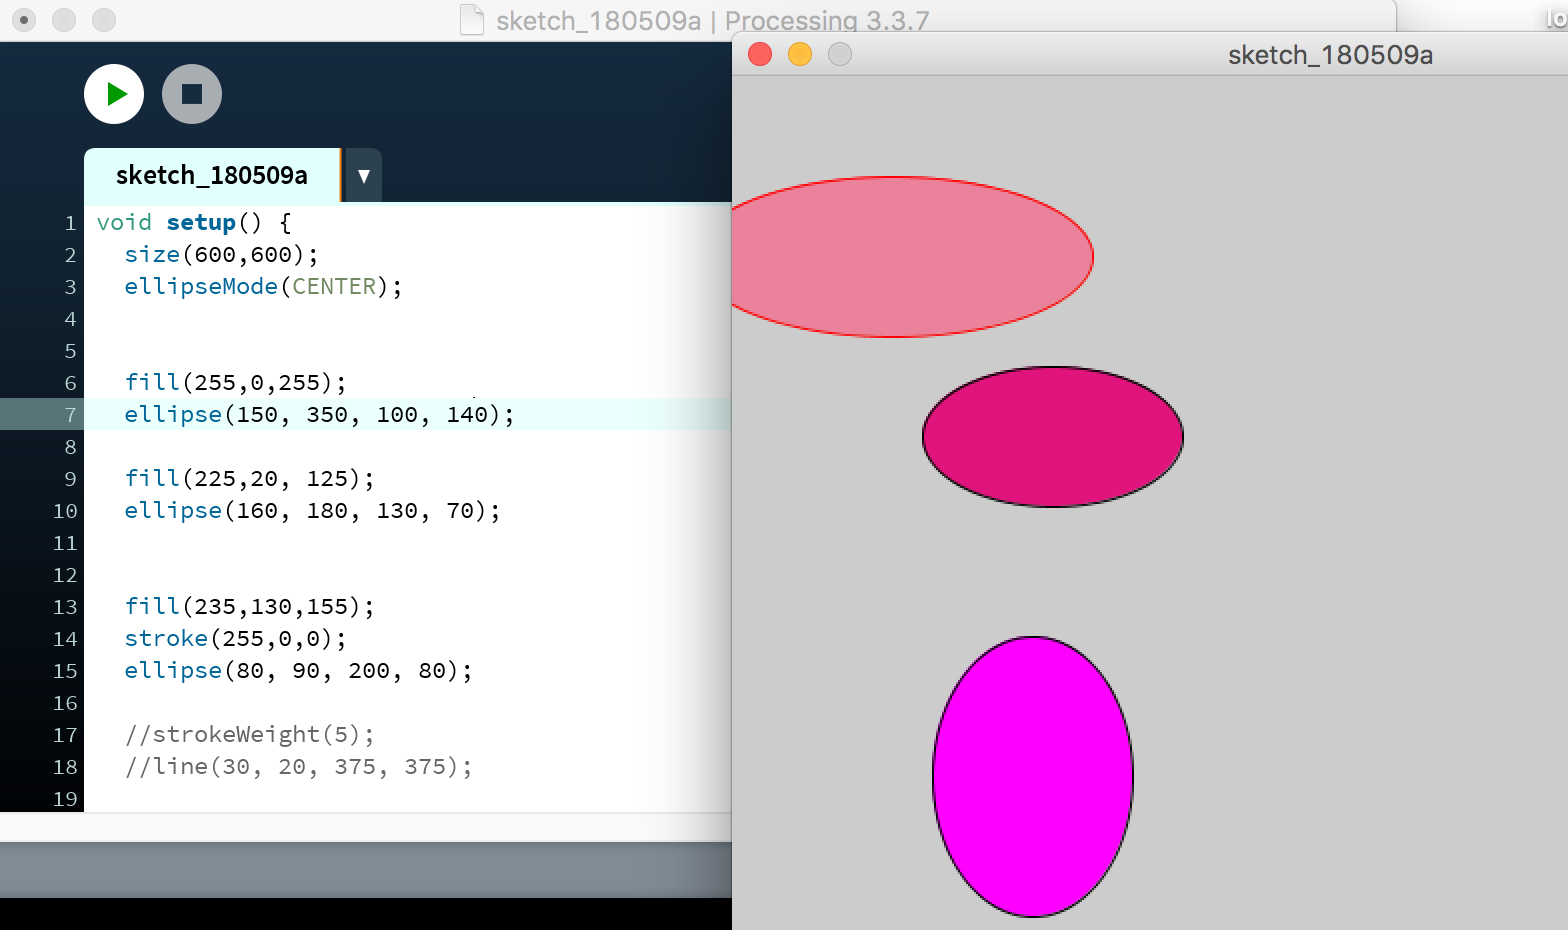 sketch_180509a | Processing 3.3.7
lo
sketch_180509a
sketch_180509a ▼
1 void setup() {
2 size(600,600);
3 ellipseMode(CENTER);
4
5
6 fill(255,0,255);
7 ellipse(150, 350, 100, 140);
8
9 fill(225,20, 125);
10 ellipse(160, 180, 130, 70);
11
12
13 fill(235,130,155);
14 stroke(255,0,0);
15 ellipse(80, 90, 200, 80);
16
17 //strokeWeight(5);
18 //line(30, 20, 375, 375);
19